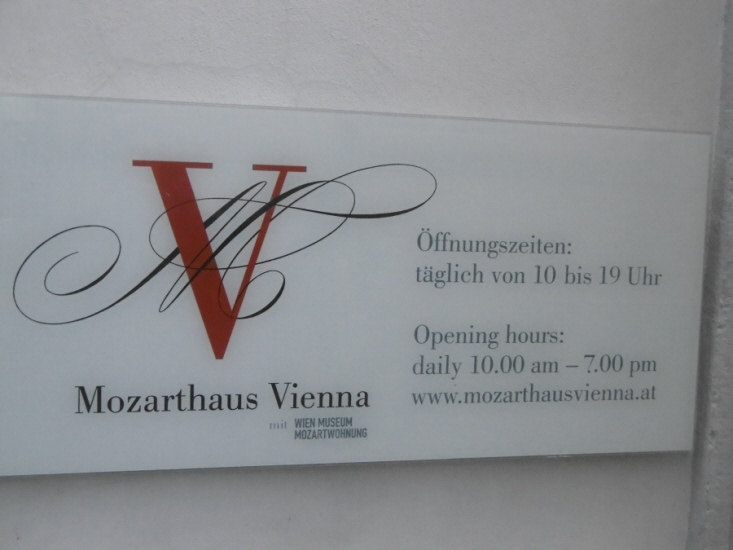 VM
Mozarthaus Vienna
mit WIEN MUSEUM
MOZARTWOHNUNG
Öffnungszeiten:
täglich von 10 bis 19 Uhr
Opening hours:
daily 10.00 am – 7.00 pm
www.mozarthausvienna.at